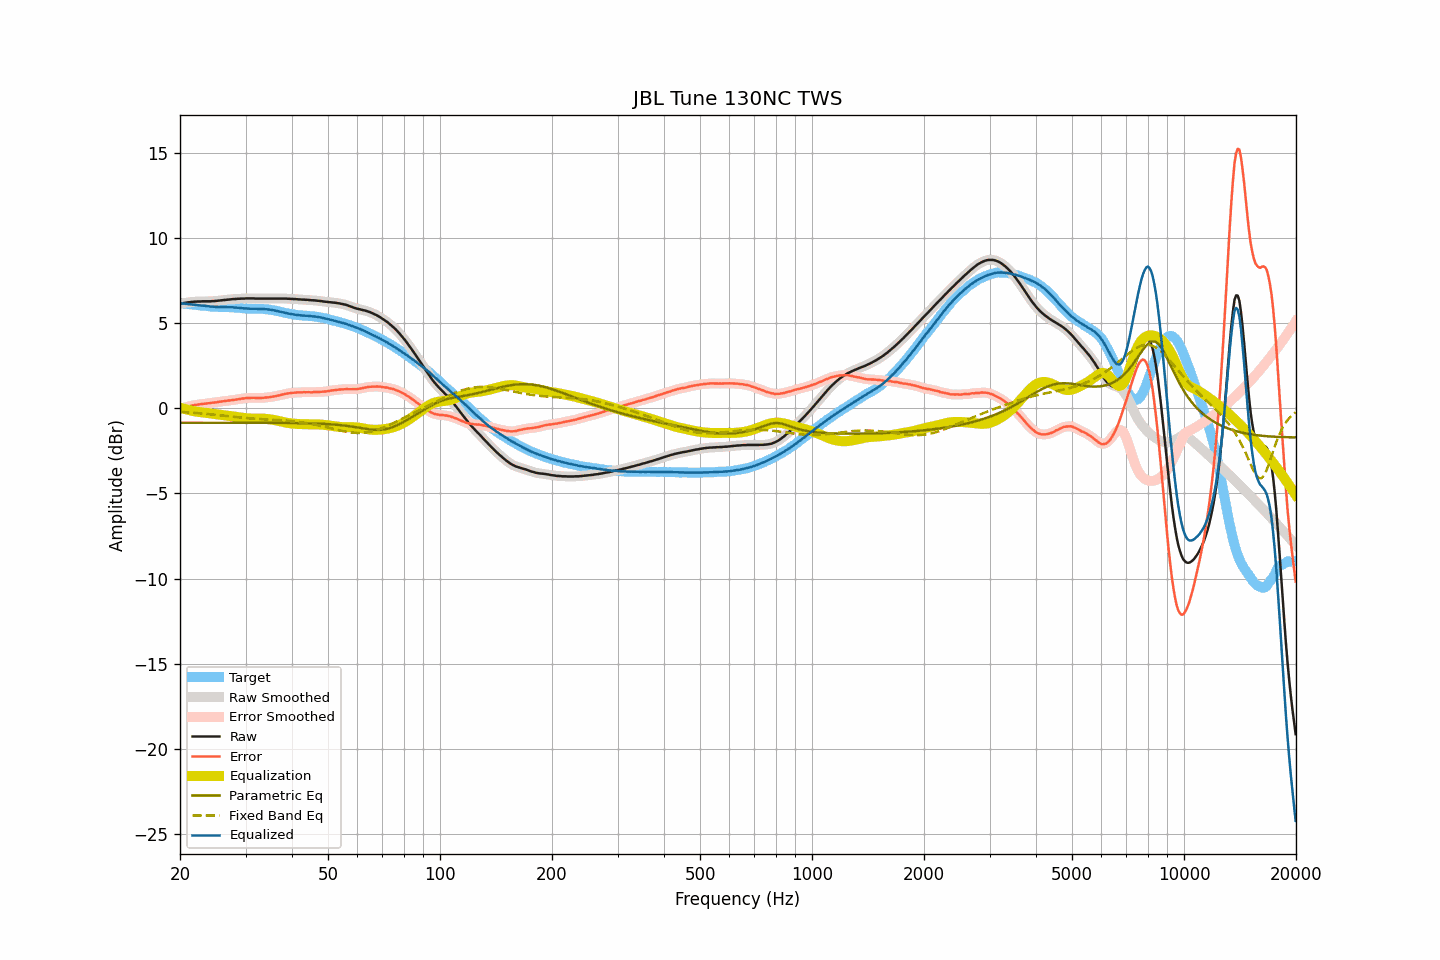 JBL Tune 130NC TWS
Amplitude (dBr)
15
10
5
0
−5
−10
−15
−20
−25
Target
Raw Smoothed
Error Smoothed
Raw
Error
Equalization
Parametric Eq
Fixed Band Eq
Equalized
20 50 100 200 500 1000 2000 5000 10000 20000
Frequency (Hz)